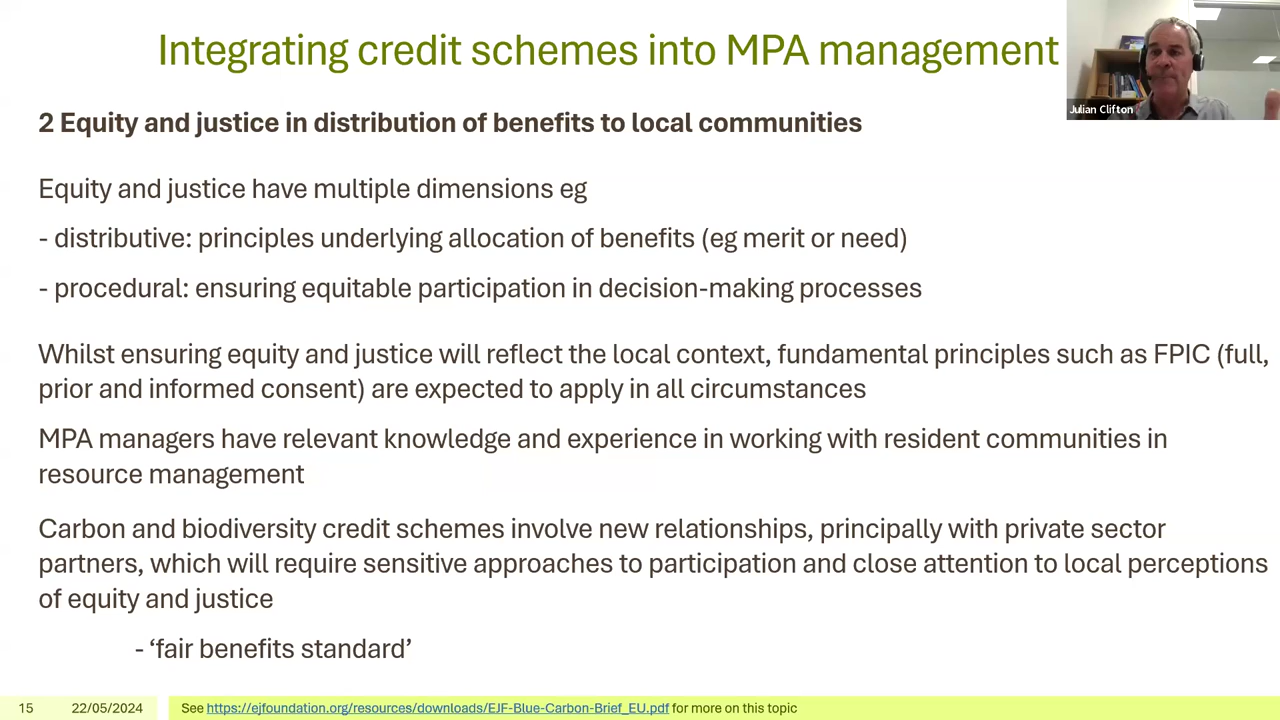 Integrating credit schemes into MPA management
Julian Clifton
2 Equity and justice in distribution of benefits to local communities
Equity and justice have multiple dimensions eg
- distributive: principles underlying allocation of benefits (eg merit or need)
- procedural: ensuring equitable participation in decision-making processes
Whilst ensuring equity and justice will reflect the local context, fundamental principles such as FPIC (full,
prior and informed consent) are expected to apply in all circumstances
MPA managers have relevant knowledge and experience in working with resident communities in
resource management
Carbon and biodiversity credit schemes involve new relationships, principally with private sector
partners, which will require sensitive approaches to participation and close attention to local perceptions
of equity and justice
- ‘fair benefits standard’
15 22/05/2024 See https://ejfoundation.org/resources/downloads/EJF-Blue-Carbon-Brief_EU.pdf for more on this topic